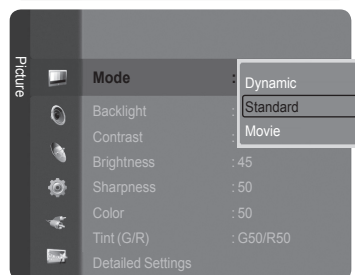 Picture
Mode : Dynamic
Standard
Movie
Backlight :
Contrast :
Brightness : 45
Sharpness : 50
Color : 50
Tint (G/R) : G50/R50
Detailed Settings